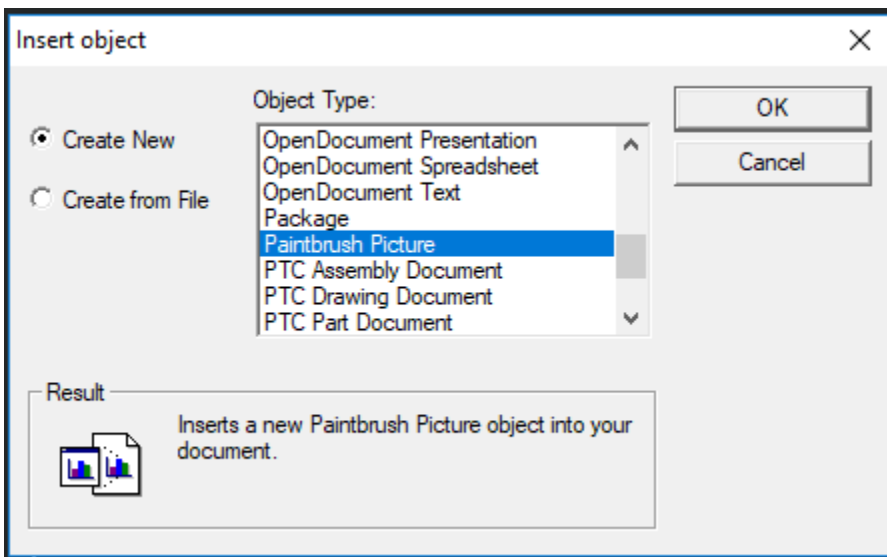 Insert object
Object Type:
Create New
Create from File
OpenDocument Presentation
OpenDocument Spreadsheet
OpenDocument Text
Package
Paintbrush Picture
PTC Assembly Document
PTC Drawing Document
PTC Part Document
OK
Cancel
Result
Inserts a new Paintbrush Picture object into your
document.